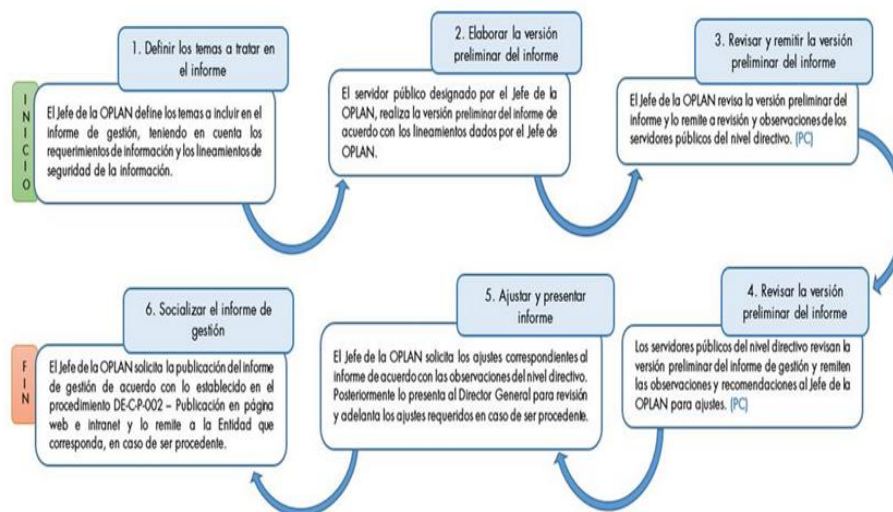 INICIO
1. Definir los temas a tratar en
el informe
El Jefe de la OPLAN define los temas a incluir en el
informe de gestión, teniendo en cuenta los
requerimientos de información y los lineamientos de
seguridad de la información.
2. Elaborar la versión
preliminar del informe
El servidor público designado por el Jefe de la
OPLAN, realiza la versión preliminar del informe de
acuerdo con los lineamientos dados por el Jefe de
OPLAN.
3. Revisar y remitir la versión
preliminar del informe
El Jefe de la OPLAN revisa la versión preliminar del
informe y lo remite a revisión y observaciones de los
servidores públicos del nivel directivo. (PC)
4. Revisar la versión
preliminar del informe
Los servidores públicos del nivel directivo revisan la
versión preliminar del informe de gestión y remiten
las observaciones y recomendaciones al Jefe de la
OPLAN para ajustes. (PC)
5. Ajustar y presentar
informe
El Jefe de la OPLAN solicita los ajustes correspondientes al
informe de acuerdo con las observaciones del nivel directivo.
Posteriormente lo presenta al Director General para revisión
y adelanta los ajustes requeridos en caso de ser procedente.
6. Socializar el informe de
gestión
El Jefe de la OPLAN solicita la publicación del informe
de gestión de acuerdo con lo establecido en el
procedimiento DE-C-P-002 – Publicación en página
web e intranet y lo remite a la Entidad que
corresponda, en caso de ser procedente.
FIN